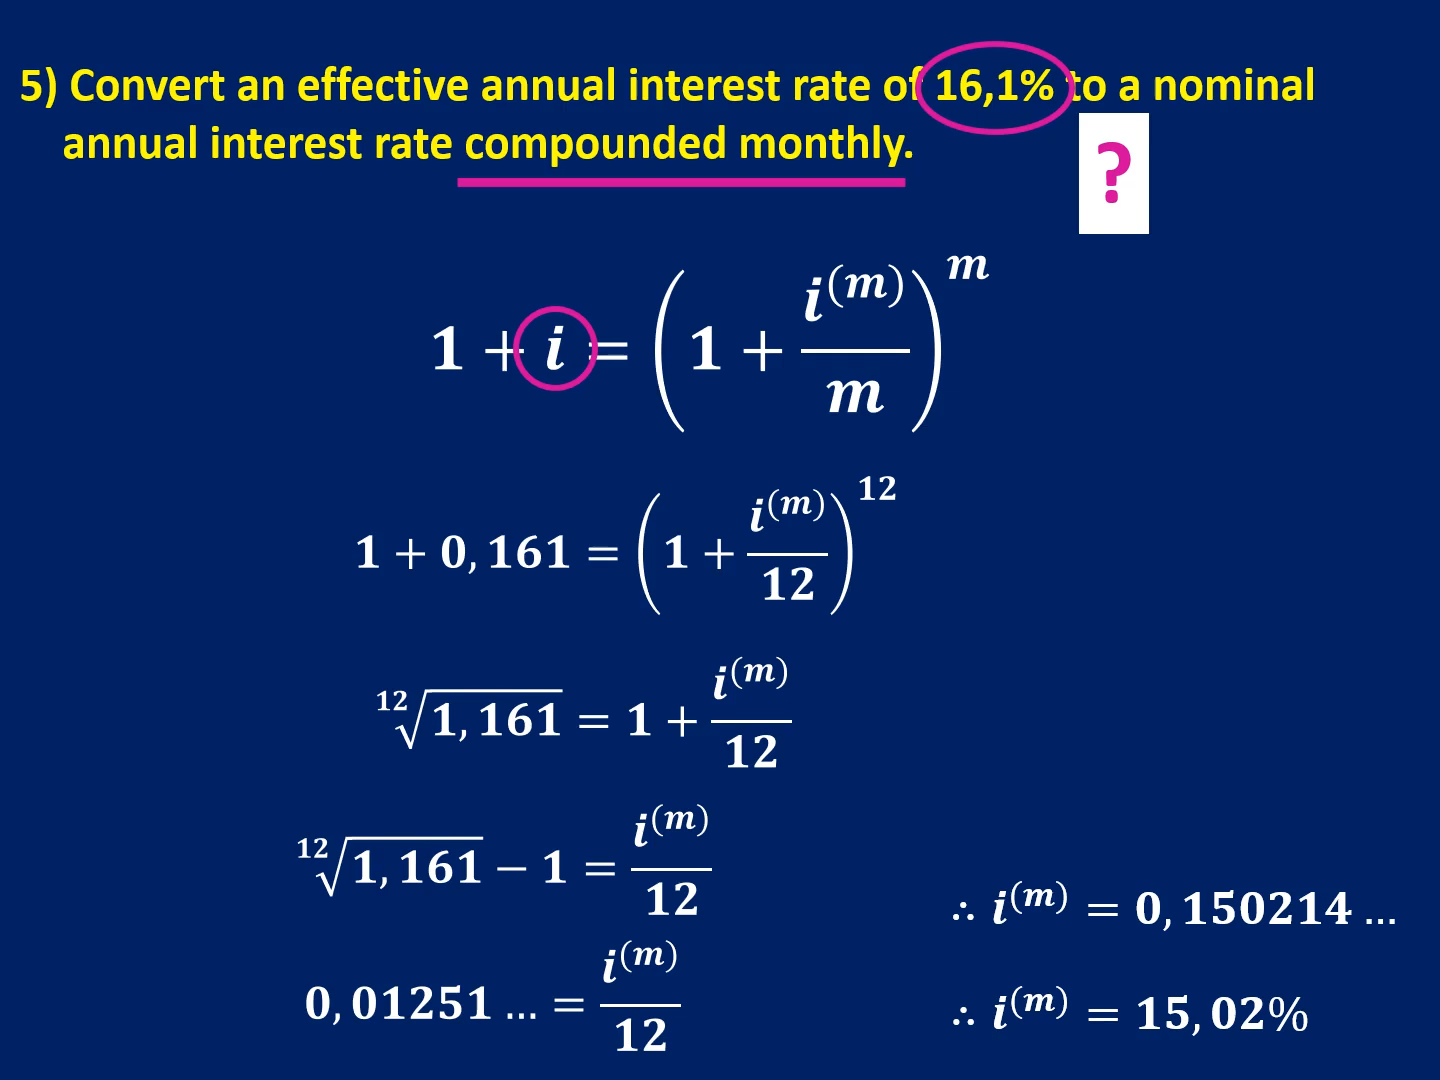 5) Convert an effective annual interest rate of 16,1% to a nominal
annual interest rate compounded monthly.
?
1 + i = (1 + i^(m)/m)^m
1 + 0,161 = (1 + i^(m)/12)^12
¹²√1,161 = 1 + i^(m)/12
¹²√1,161 − 1 = i^(m)/12
0,01251 … = i^(m)/12
∴ i^(m) = 0,150214 …
∴ i^(m) = 15,02%